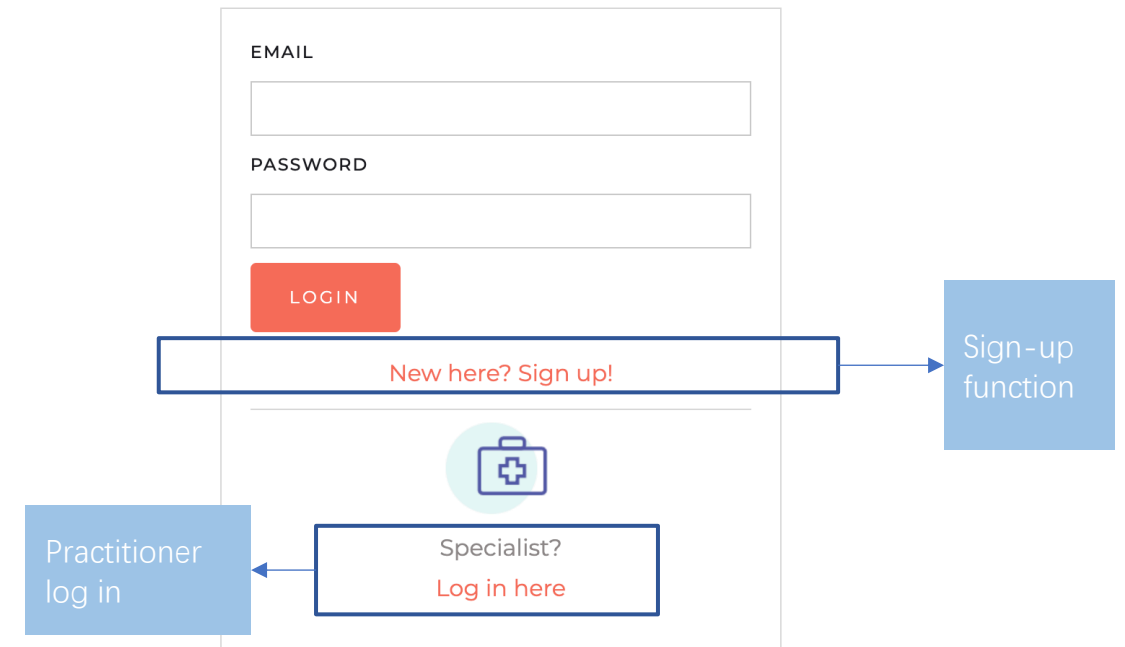 EMAIL
PASSWORD
LOGIN
New here? Sign up!
Sign-up
function
Specialist?
Log in here
Practitioner
log in